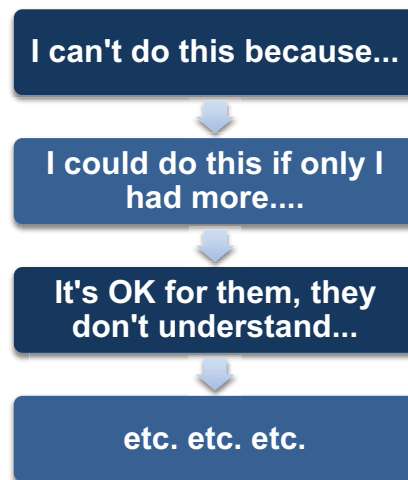 I can't do this because...
I could do this if only I
had more....
It's OK for them, they
don't understand...
etc. etc. etc.